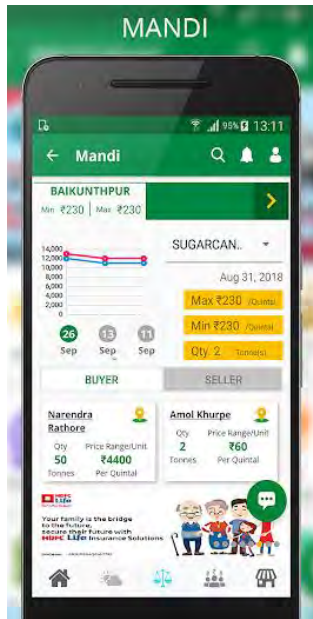 MANDI
95% 13:11
Mandi
BAIKUNTHPUR
Min ₹230 | Max ₹230
14,000
12,000
10,000
8,000
6,000
4,000
2,000
0
26 13 11
Sep Sep Sep
SUGARCAN..
Aug 31, 2018
Max ₹230 /Quintal
Min ₹230 /Quintal
Qty. 2 Tonne(s)
BUYER SELLER
Narendra
Rathore
Qty Price Range/Unit
50 ₹4400
Tonnes Per Quintal
Amol Khurpe
Qty Price Range/Unit
2 ₹60
Tonnes Per Quintal
HDFC
Life
Your family is the bridge
to the future,
secure their future with
HDFC Life Insurance Solutions